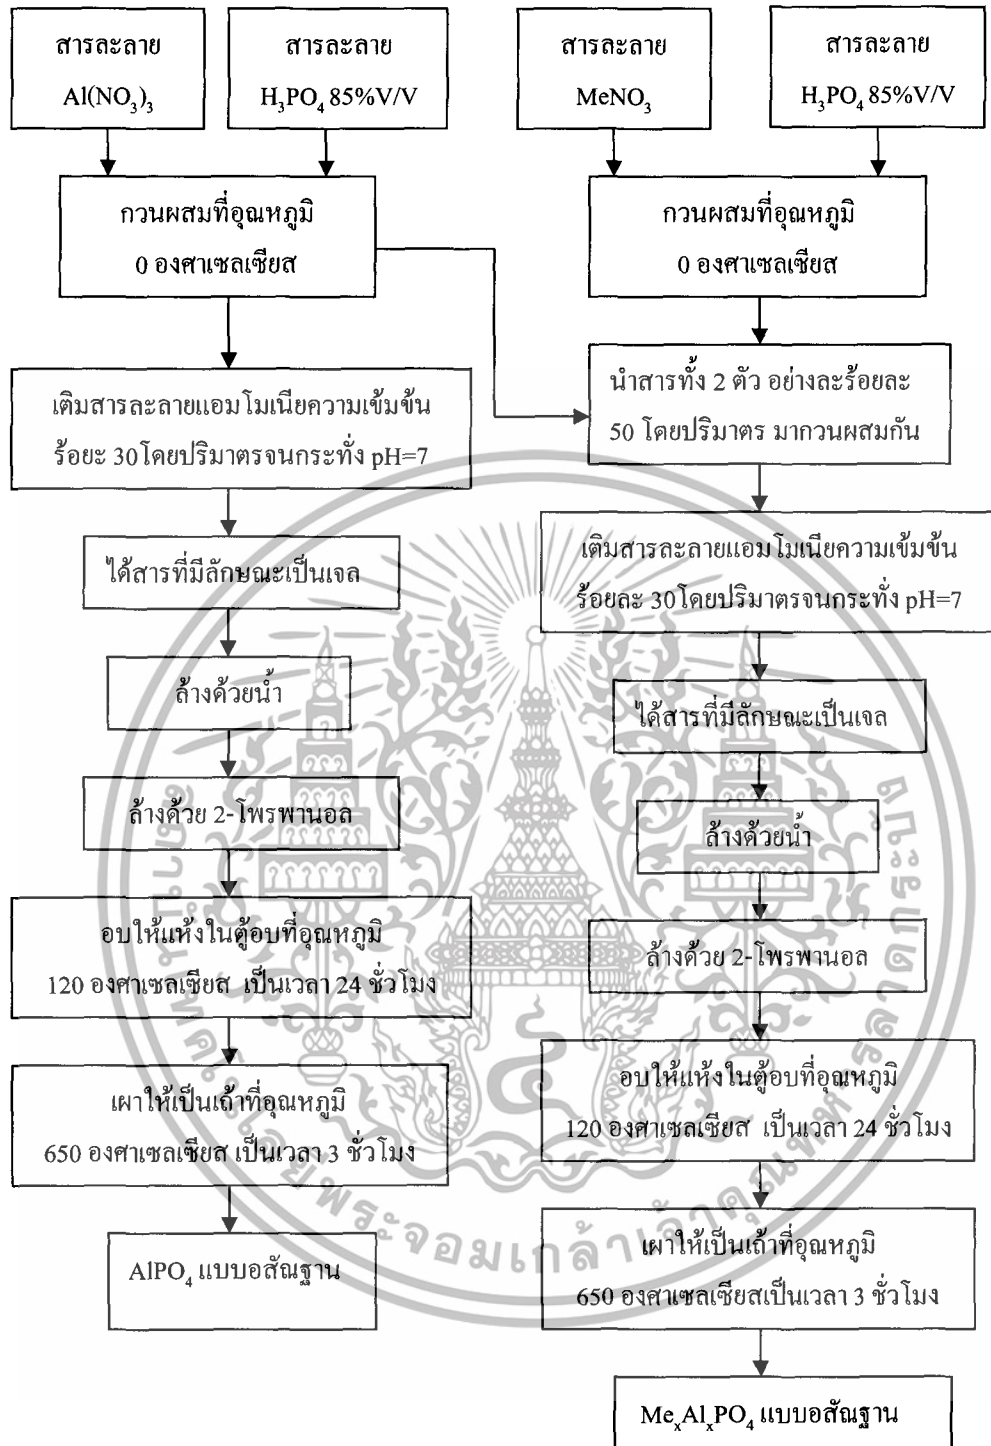 สารละลาย
Al(NO₃)₃
สารละลาย
H₃PO₄ 85%V/V
กวนผสมที่อุณหภูมิ
0 องศาเซลเซียส
เติมสารละลายแอมโมเนียความเข้มข้น
ร้อยะ 30โดยปริมาตรจนกระทั่ง pH=7
ได้สารที่มีลักษณะเป็นเจล
ล้างด้วยน้ำ
ล้างด้วย 2-โพรพานอล
อบให้แห้งในตู้อบที่อุณหภูมิ
120 องศาเซลเซียส เป็นเวลา 24 ชั่วโมง
เผาให้เป็นเถ้าที่อุณหภูมิ
650 องศาเซลเซียส เป็นเวลา 3 ชั่วโมง
AlPO₄ แบบอสัณฐาน
สารละลาย
MeNO₃
สารละลาย
H₃PO₄ 85%V/V
กวนผสมที่อุณหภูมิ
0 องศาเซลเซียส
นำสารทั้ง 2 ตัว อย่างละร้อยละ
50 โดยปริมาตร มากวนผสมกัน
เติมสารละลายแอมโมเนียความเข้มข้น
ร้อยละ 30โดยปริมาตรจนกระทั่ง pH=7
ได้สารที่มีลักษณะเป็นเจล
ล้างด้วยน้ำ
ล้างด้วย 2-โพรพานอล
อบให้แห้งในตู้อบที่อุณหภูมิ
120 องศาเซลเซียส เป็นเวลา 24 ชั่วโมง
เผาให้เป็นเถ้าที่อุณหภูมิ
650 องศาเซลเซียสเป็นเวลา 3 ชั่วโมง
MeₓAlₓPO₄ แบบอสัณฐาน
พระจอมเกล้าเจ้าคุณทหารลาดกระบัง